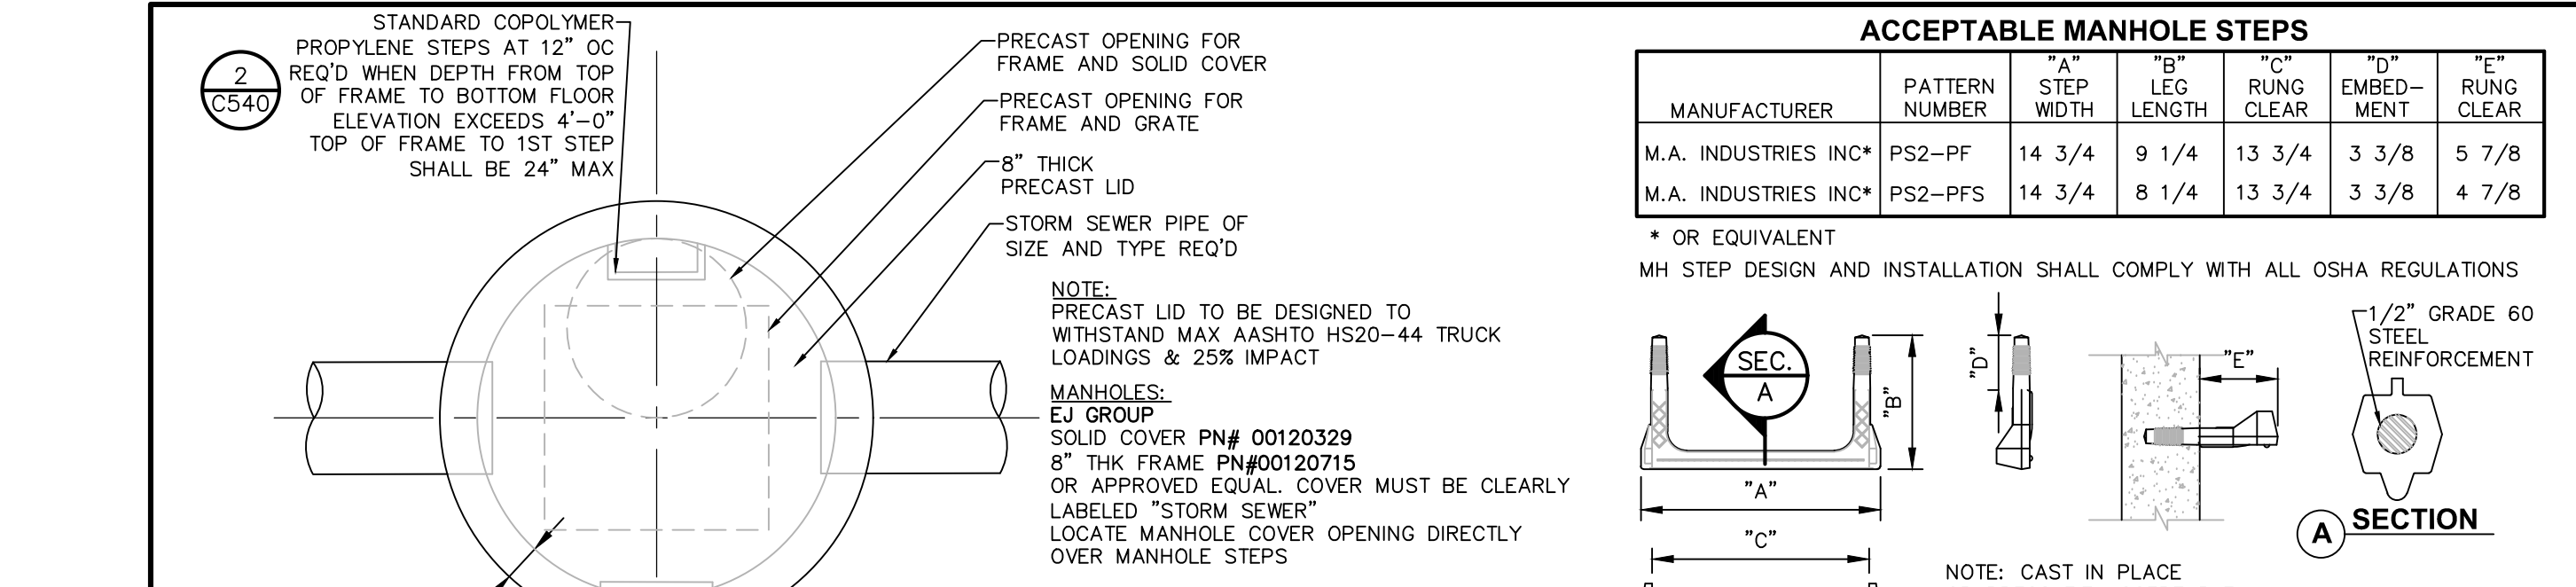 STANDARD COPOLYMER
PROPYLENE STEPS AT 12" OC
REQ'D WHEN DEPTH FROM TOP
OF FRAME TO BOTTOM FLOOR
ELEVATION EXCEEDS 4'-0"
TOP OF FRAME TO 1ST STEP
SHALL BE 24" MAX
2
C540
PRECAST OPENING FOR
FRAME AND SOLID COVER
PRECAST OPENING FOR
FRAME AND GRATE
8" THICK
PRECAST LID
STORM SEWER PIPE OF
SIZE AND TYPE REQ'D
NOTE:
PRECAST LID TO BE DESIGNED TO
WITHSTAND MAX AASHTO HS20-44 TRUCK
LOADINGS & 25% IMPACT
MANHOLES:
EJ GROUP
SOLID COVER PN# 00120329
8" THK FRAME PN#00120715
OR APPROVED EQUAL. COVER MUST BE CLEARLY
LABELED "STORM SEWER"
LOCATE MANHOLE COVER OPENING DIRECTLY
OVER MANHOLE STEPS
ACCEPTABLE MANHOLE STEPS
MANUFACTURER PATTERN NUMBER "A" STEP WIDTH "B" LEG LENGTH "C" RUNG CLEAR "D" EMBED-MENT "E" RUNG CLEAR
M.A. INDUSTRIES INC* PS2-PF 14 3/4 9 1/4 13 3/4 3 3/8 5 7/8
M.A. INDUSTRIES INC* PS2-PFS 14 3/4 8 1/4 13 3/4 3 3/8 4 7/8
* OR EQUIVALENT
MH STEP DESIGN AND INSTALLATION SHALL COMPLY WITH ALL OSHA REGULATIONS
SEC.
A
"B"
"D"
"E"
1/2" GRADE 60
STEEL
REINFORCEMENT
"A"
"C"
A SECTION
NOTE: CAST IN PLACE